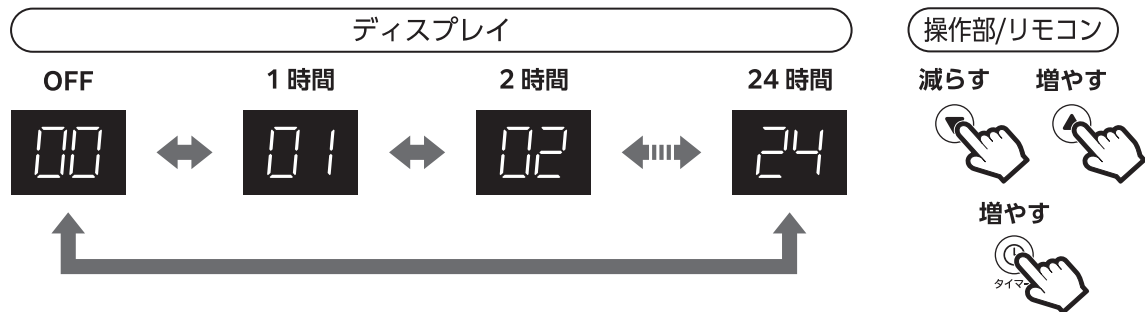 ディスプレイ
操作部/リモコン
OFF
1 時間
2 時間
24 時間
減らす
増やす
00
01
02
24
増やす
タイマー